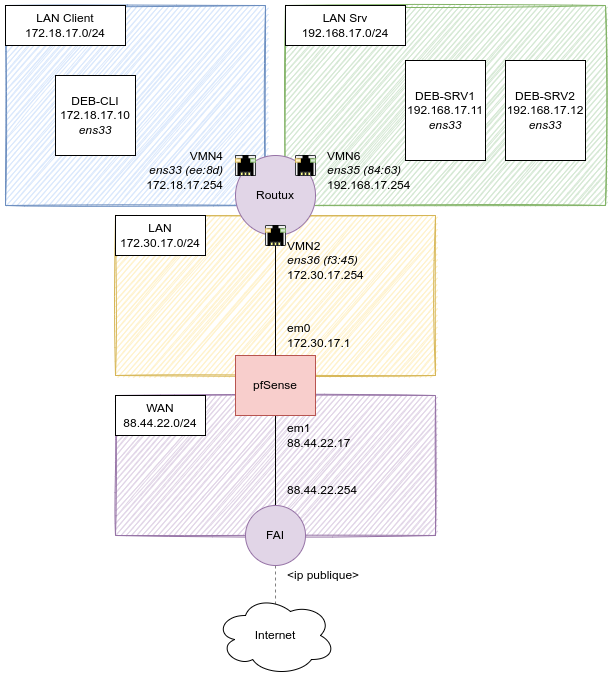 LAN Client
172.18.17.0/24
LAN Srv
192.168.17.0/24
DEB-CLI
172.18.17.10
ens33
DEB-SRV1
192.168.17.11
ens33
DEB-SRV2
192.168.17.12
ens33
VMN4
ens33 (ee:8d)
172.18.17.254
VMN6
ens35 (84:63)
192.168.17.254
Routux
LAN
172.30.17.0/24
VMN2
ens36 (f3:45)
172.30.17.254
em0
172.30.17.1
pfSense
WAN
88.44.22.0/24
em1
88.44.22.17
88.44.22.254
FAI
<ip publique>
Internet